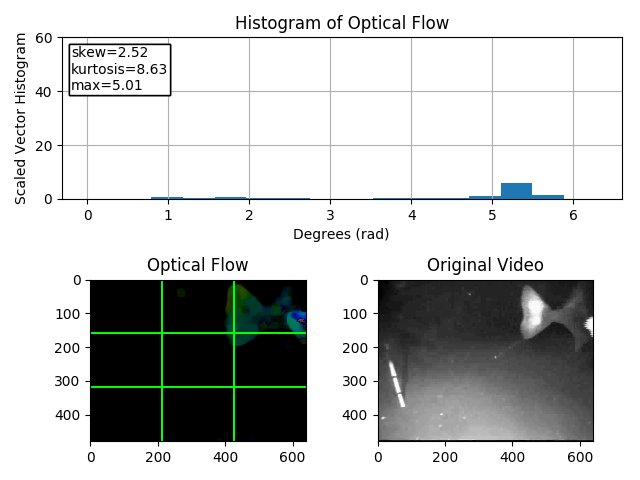 Histogram of Optical Flow
Scaled Vector Histogram
60
40
20
0
skew=2.52
kurtosis=8.63
max=5.01
0 1 2 3 4 5 6
Degrees (rad)
Optical Flow
0
100
200
300
400
0 200 400 600
Original Video
0
100
200
300
400
0 200 400 600